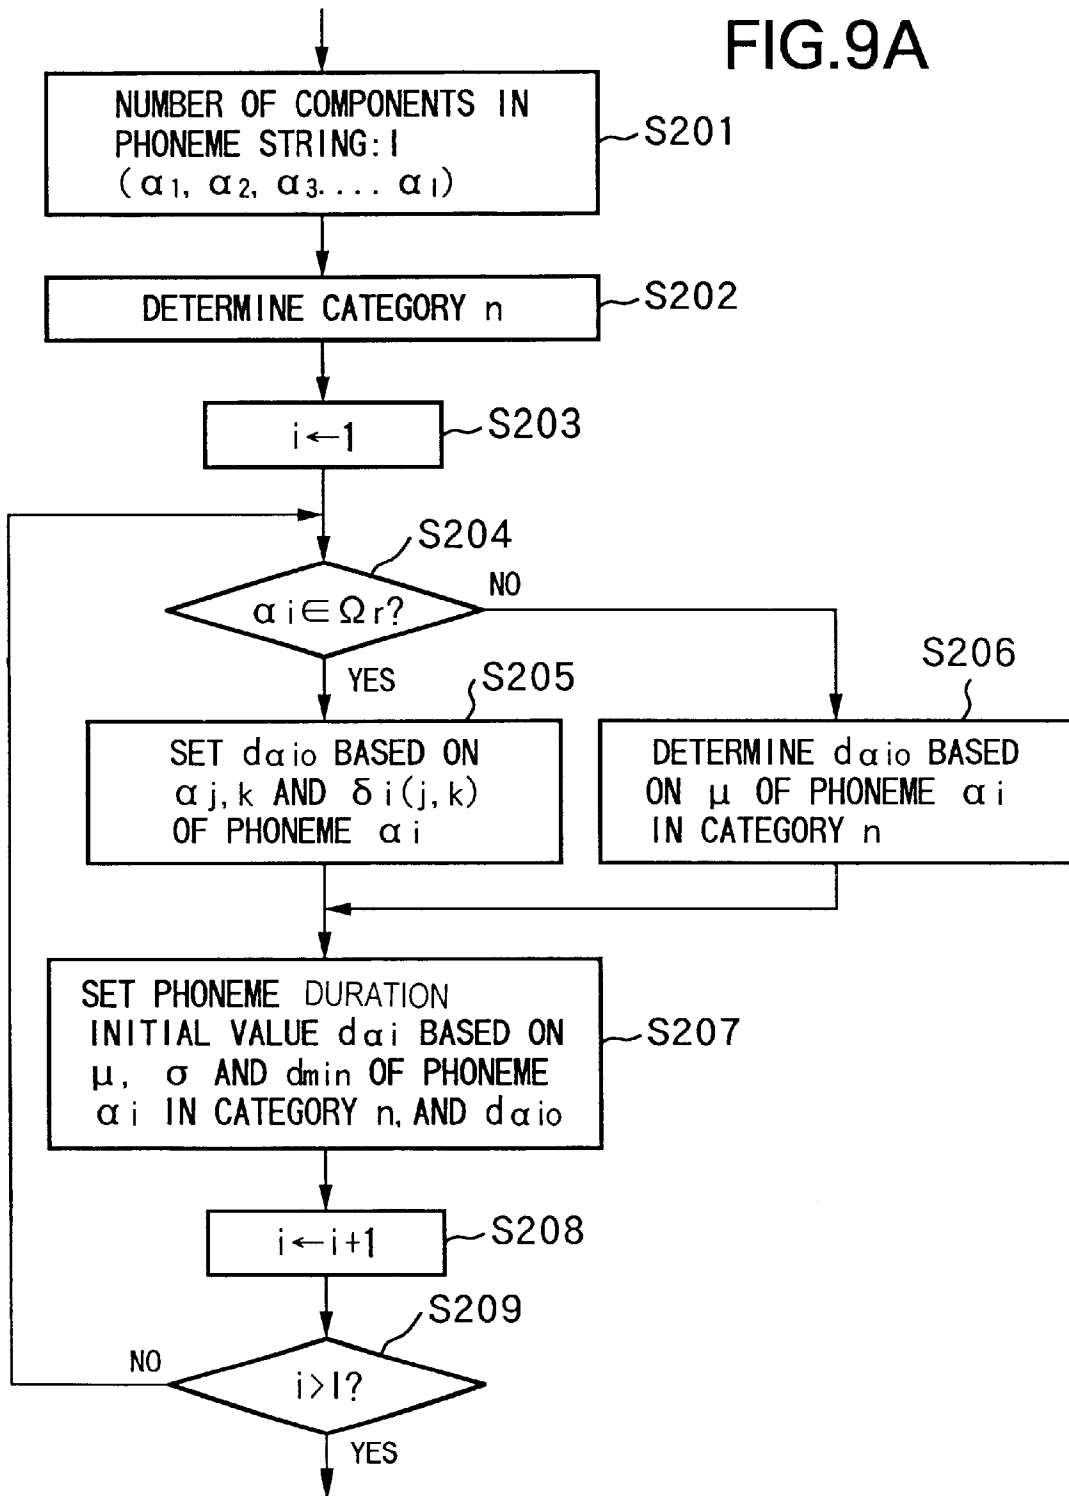 FIG.9A
NUMBER OF COMPONENTS IN
PHONEME STRING: I
(α1, α2, α3.... αI)
S201
DETERMINE CATEGORY n
S202
i←1
S203
S204
αi∈Ωr?
NO
YES
S205
SET dαio BASED ON
αj,k AND δi(j,k)
OF PHONEME αi
S206
DETERMINE dαio BASED
ON μ OF PHONEME αi
IN CATEGORY n
SET PHONEME DURATION
INITIAL VALUE dαi BASED ON
μ, σ AND dmin OF PHONEME
αi IN CATEGORY n, AND dαio
S207
i←i+1
S208
S209
NO
i>I?
YES